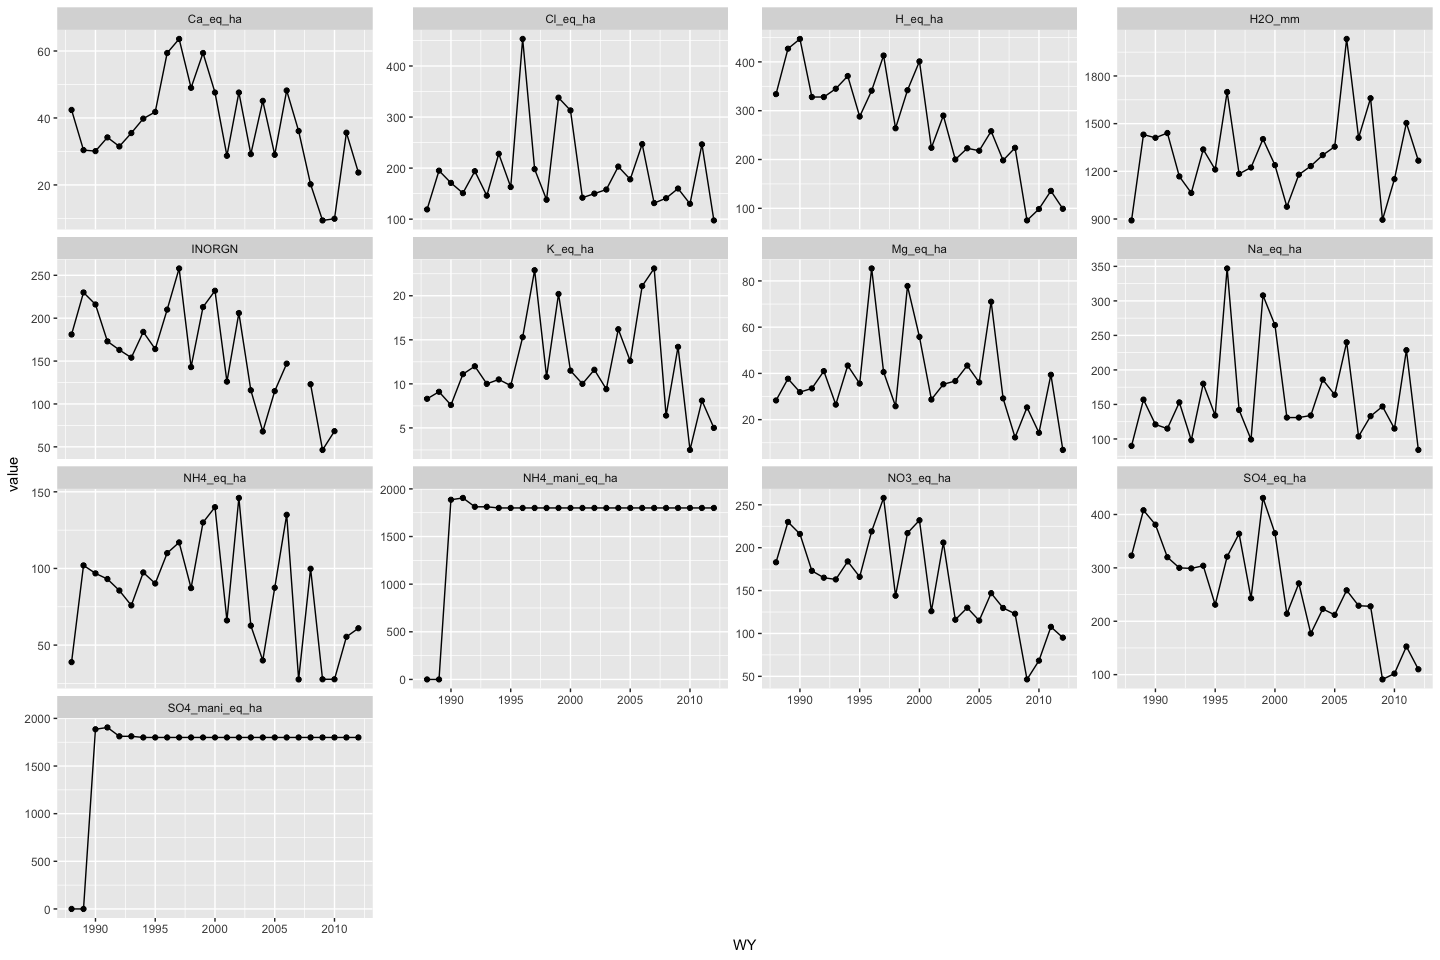 Ca_eq_ha
Cl_eq_ha
H_eq_ha
H2O_mm
60
40
20
400
300
200
100
400
300
200
100
1800
1500
1200
900
INORGN
K_eq_ha
Mg_eq_ha
Na_eq_ha
250
200
150
100
50
20
15
10
5
80
60
40
20
350
300
250
200
150
100
value
NH4_eq_ha
NH4_mani_eq_ha
NO3_eq_ha
SO4_eq_ha
150
100
50
2000
1500
1000
500
0
250
200
150
100
50
400
300
200
100
1990 1995 2000 2005 2010
1990 1995 2000 2005 2010
1990 1995 2000 2005 2010
SO4_mani_eq_ha
2000
1500
1000
500
0
1990 1995 2000 2005 2010
WY